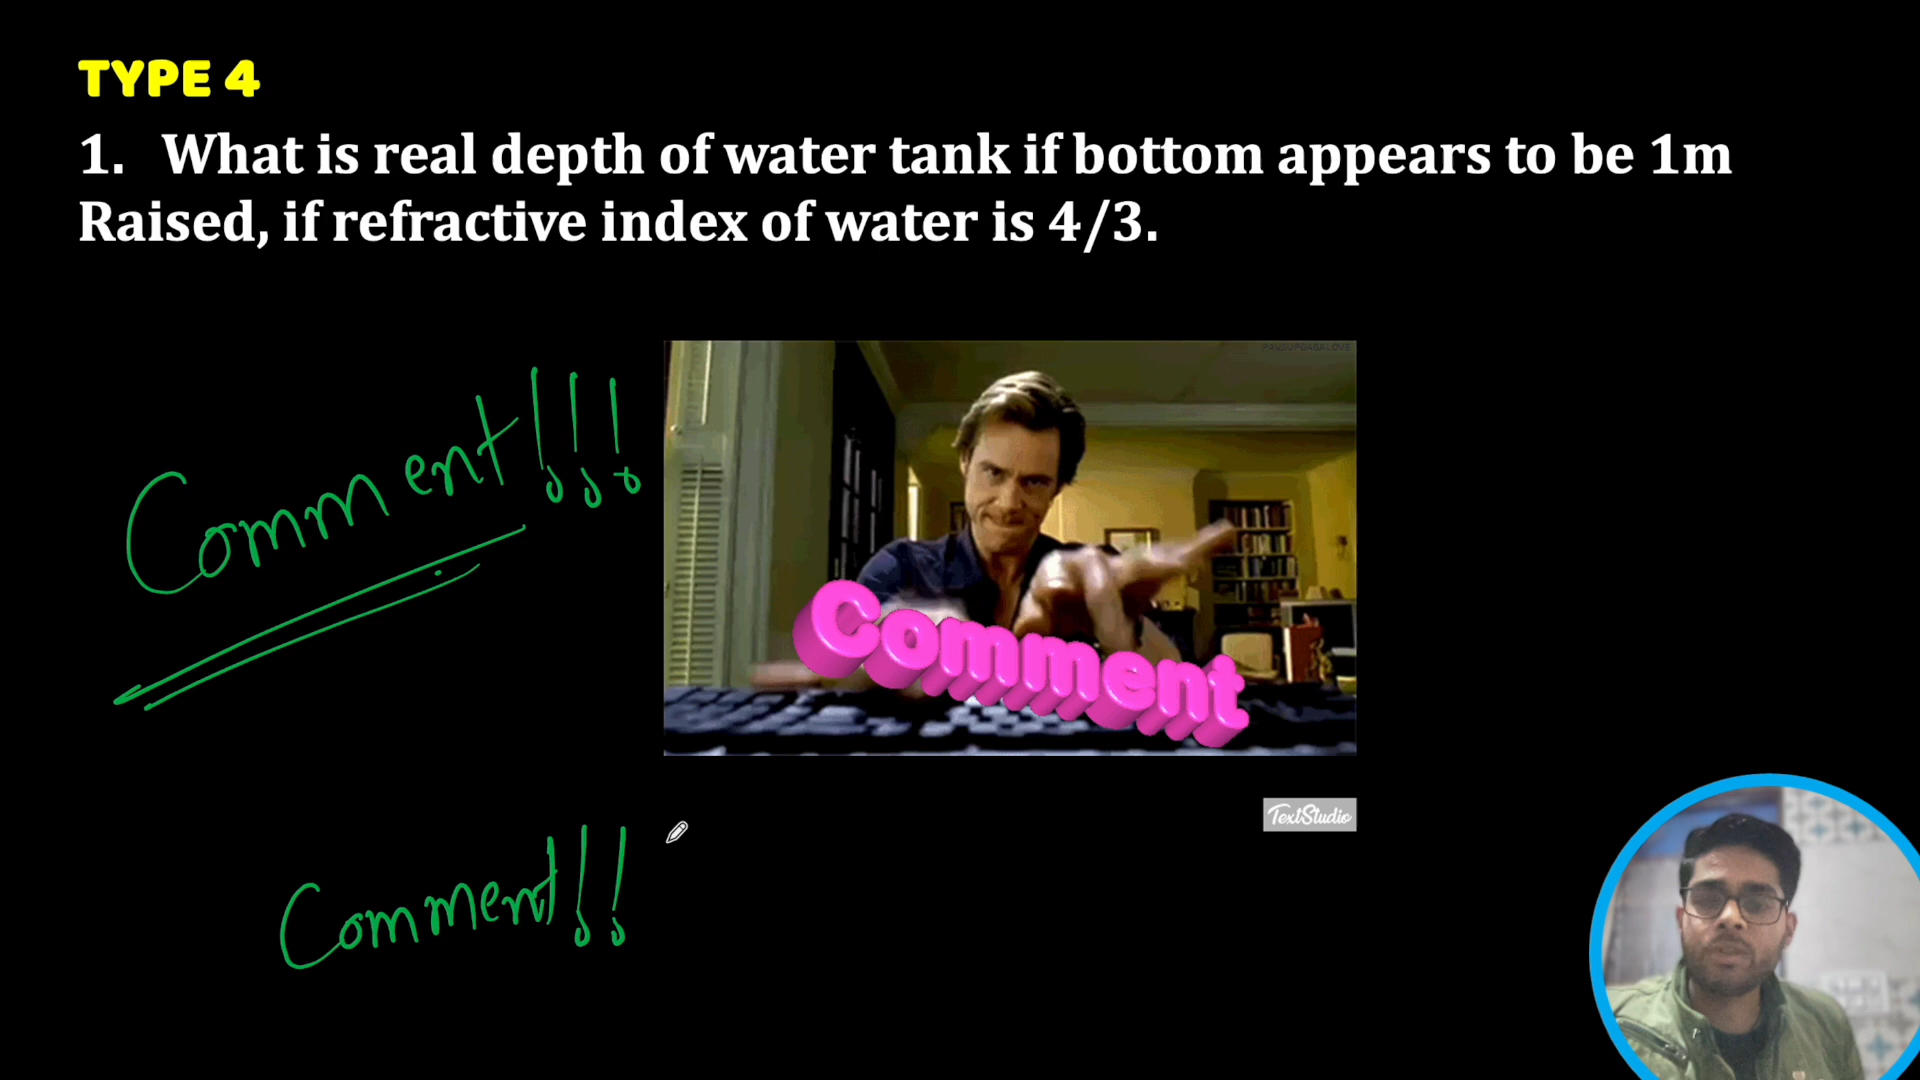 TYPE 4
1. What is real depth of water tank if bottom appears to be 1m
Raised, if refractive index of water is 4/3.
PAWSUPGAGALOVE
Comment!!!
Comment
TextStudio
Comment!!